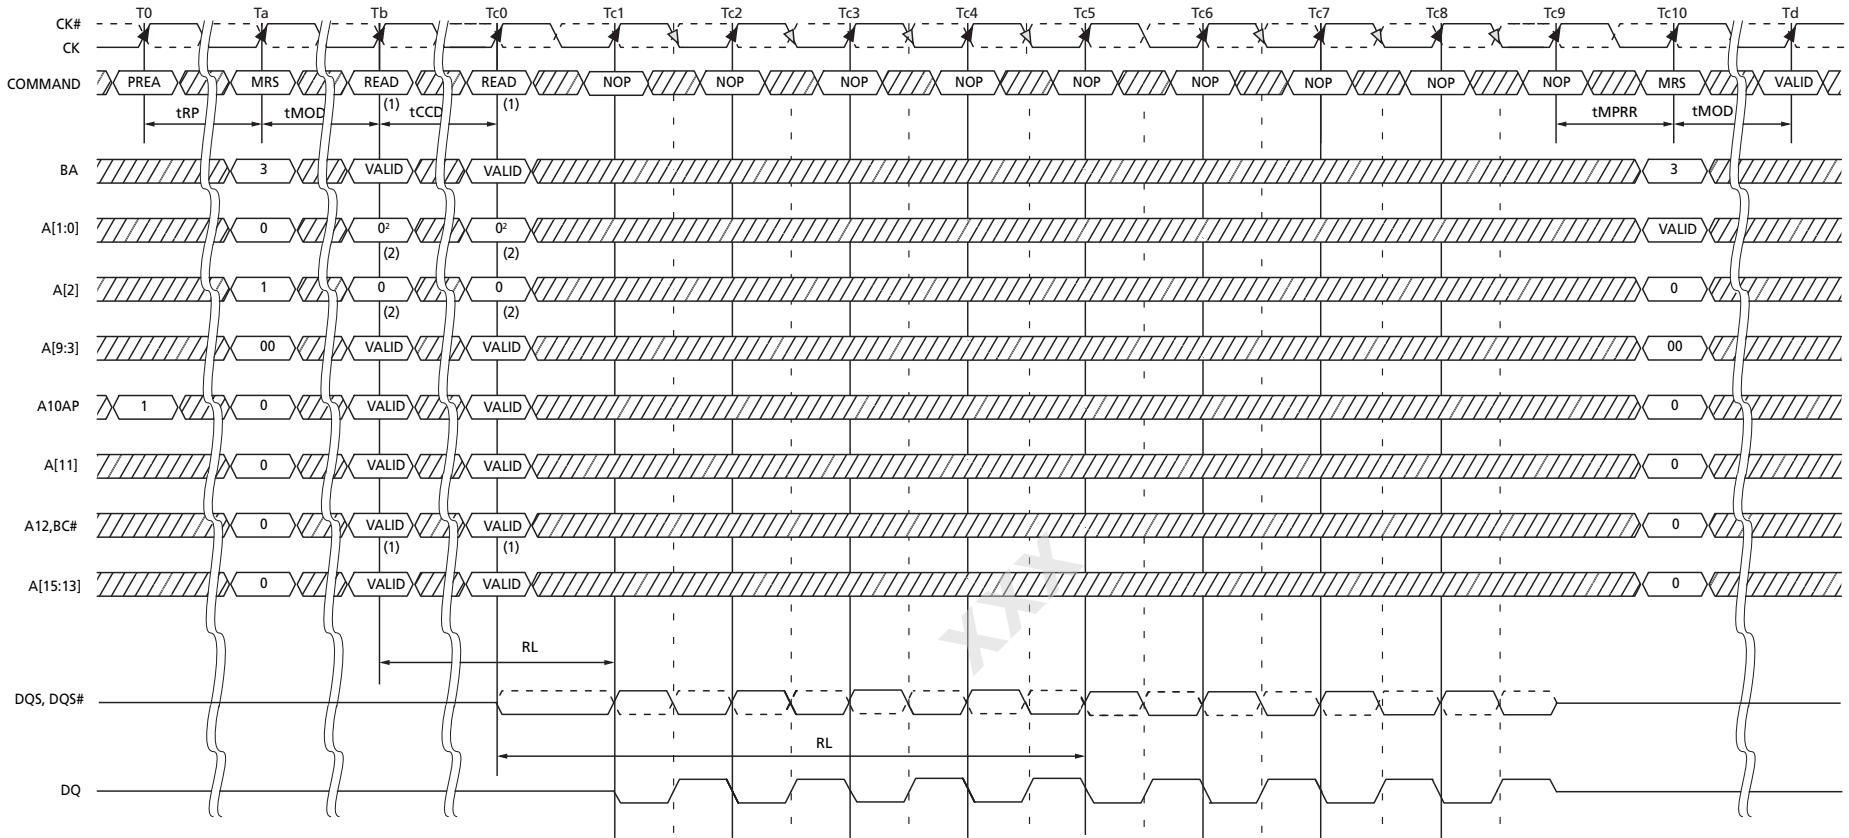 T0 Ta Tb Tc0 Tc1 Tc2 Tc3 Tc4 Tc5 Tc6 Tc7 Tc8 Tc9 Tc10 Td
CK#
CK
COMMAND PREA MRS READ READ NOP NOP NOP NOP NOP NOP NOP NOP NOP MRS VALID
(1) (1)
tRP tMOD tCCD tMPRR tMOD
BA 3 VALID VALID 3
A[1:0] 0 0² 0² VALID
(2) (2)
A[2] 1 0 0 0
(2) (2)
A[9:3] 00 VALID VALID 00
A10AP 1 0 VALID VALID 0
A[11] 0 VALID VALID 0
A12,BC# 0 VALID VALID 0
(1) (1)
A[15:13] 0 VALID VALID 0
XXX
RL
DQS, DQS#
RL
DQ